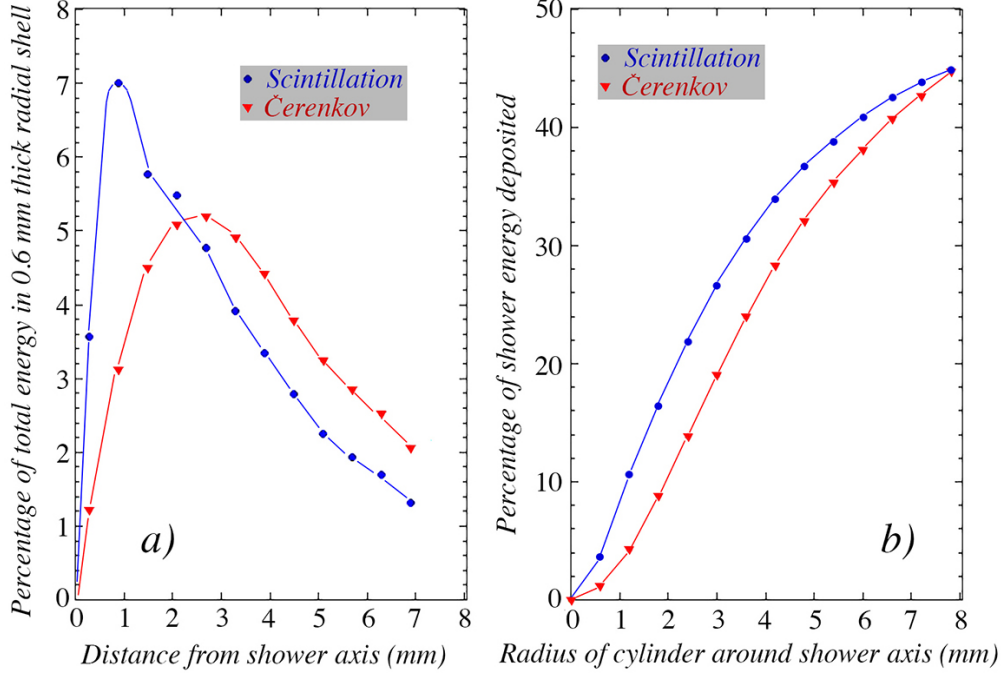 Percentage of total energy in 0.6 mm thick radial shell
8
7
6
5
4
3
2
1
0
Scintillation
Čerenkov
a)
0 1 2 3 4 5 6 7 8
Distance from shower axis (mm)
Percentage of shower energy deposited
50
40
30
20
10
0
Scintillation
Čerenkov
b)
0 1 2 3 4 5 6 7 8
Radius of cylinder around shower axis (mm)